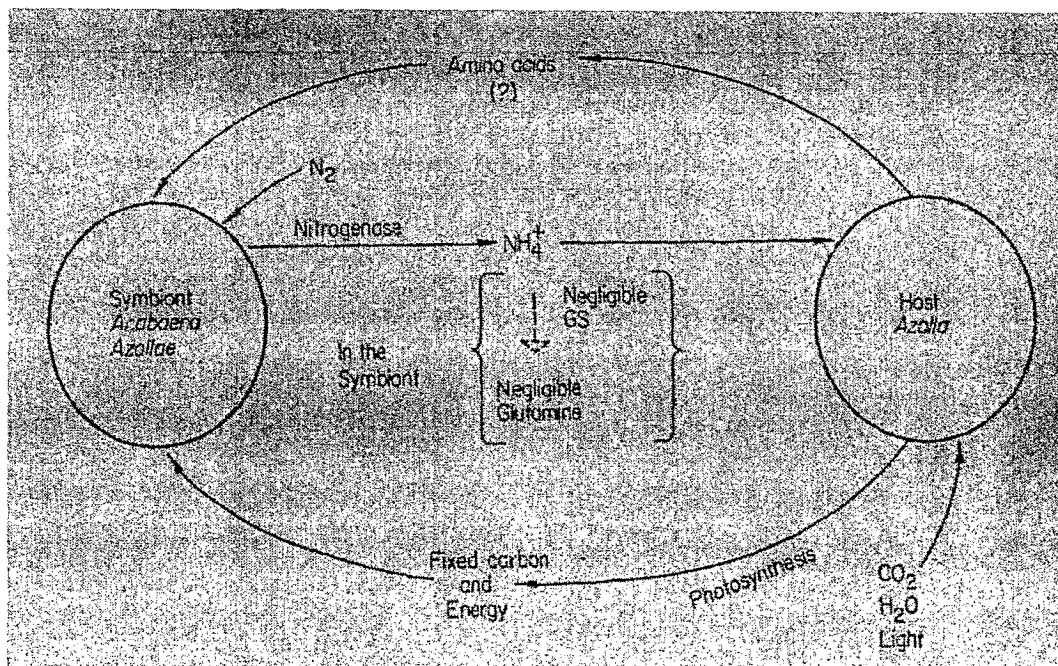 Amino acids
(?)
N2
Nitrogenase
NH4+
Symbiont
Anabaena
Azollae
In the
Symbiont
Negligible
GS
Negligible
Glutamine
Host
Azolla
Fixed carbon
and
Energy
Photosynthesis
CO2
H2O
Light